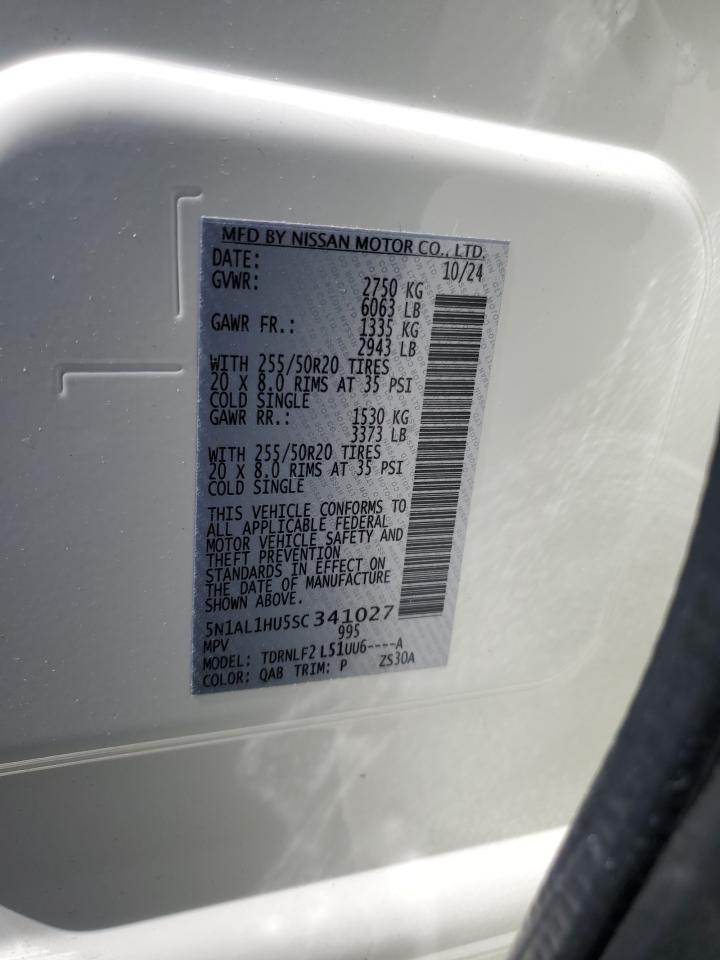 MFD BY NISSAN MOTOR CO., LTD.
DATE: 10/24
GVWR: 2750 KG
6063 LB
GAWR FR.: 1335 KG
2943 LB
WITH 255/50R20 TIRES
20 X 8.0 RIMS AT 35 PSI
COLD SINGLE
GAWR RR.: 1530 KG
3373 LB
WITH 255/50R20 TIRES
20 X 8.0 RIMS AT 35 PSI
COLD SINGLE
THIS VEHICLE CONFORMS TO
ALL APPLICABLE FEDERAL
MOTOR VEHICLE SAFETY AND
THEFT PREVENTION
STANDARDS IN EFFECT ON
THE DATE OF MANUFACTURE
SHOWN ABOVE.
5N1AL1HU5SC341027
MPV 995
MODEL: TDRNLF2 L51UU6----A
COLOR: QAB TRIM: P ZS30A